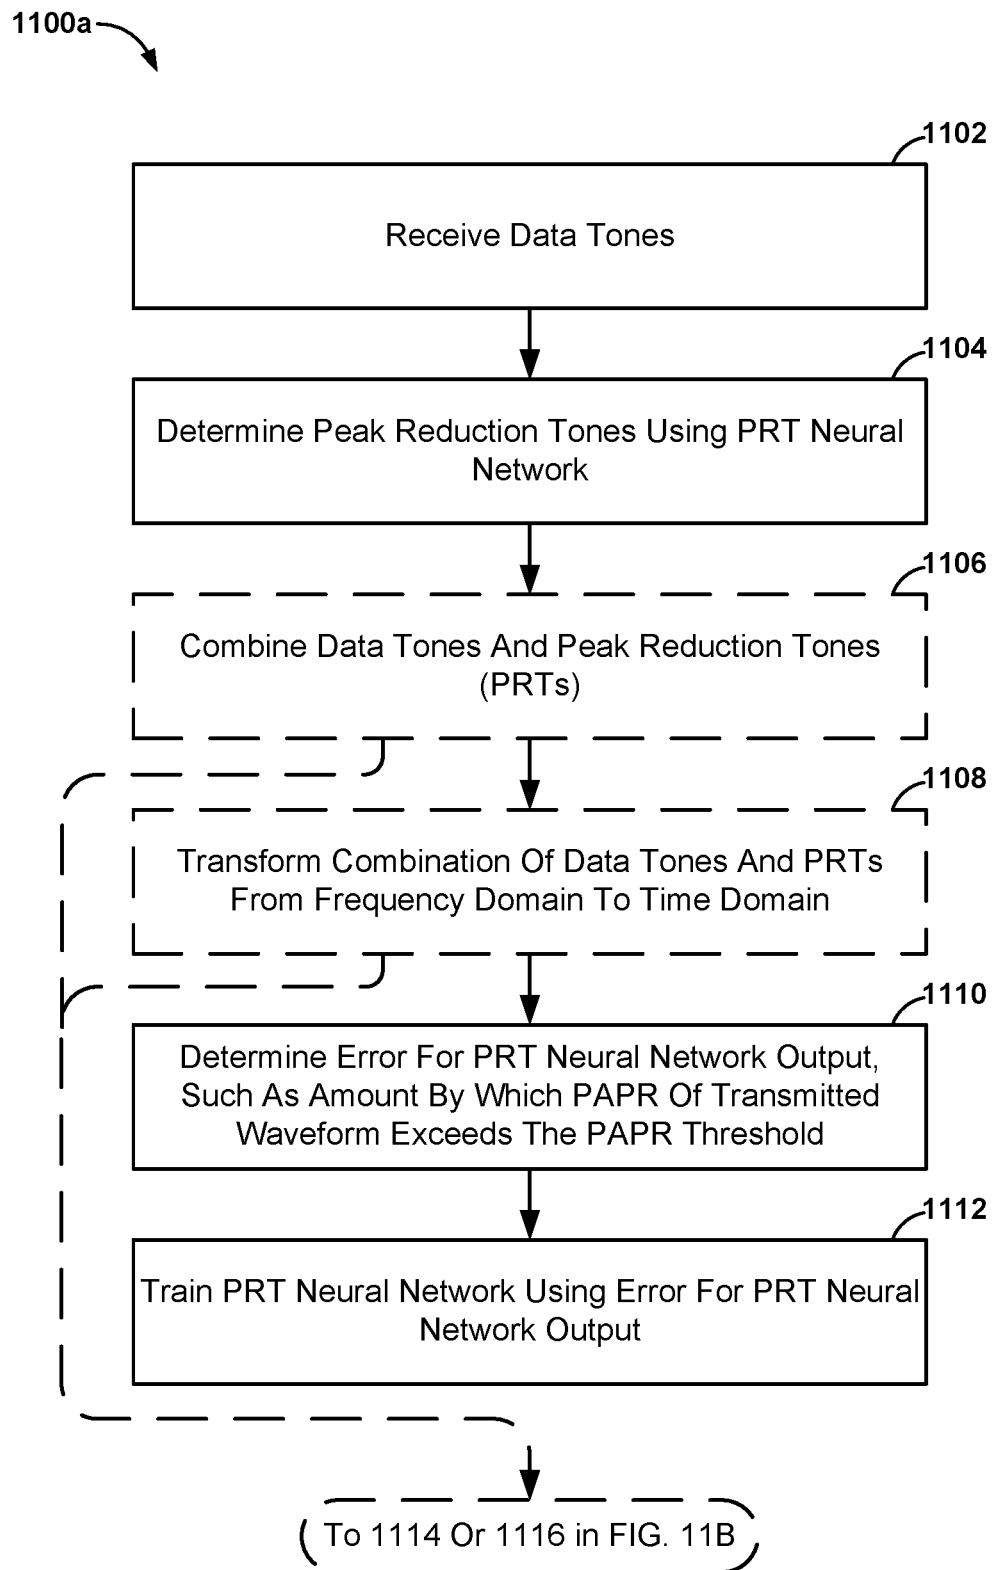 1100a
1102
Receive Data Tones
1104
Determine Peak Reduction Tones Using PRT Neural
Network
1106
Combine Data Tones And Peak Reduction Tones
(PRTs)
1108
Transform Combination Of Data Tones And PRTs
From Frequency Domain To Time Domain
1110
Determine Error For PRT Neural Network Output,
Such As Amount By Which PAPR Of Transmitted
Waveform Exceeds The PAPR Threshold
1112
Train PRT Neural Network Using Error For PRT Neural
Network Output
To 1114 Or 1116 in FIG. 11B